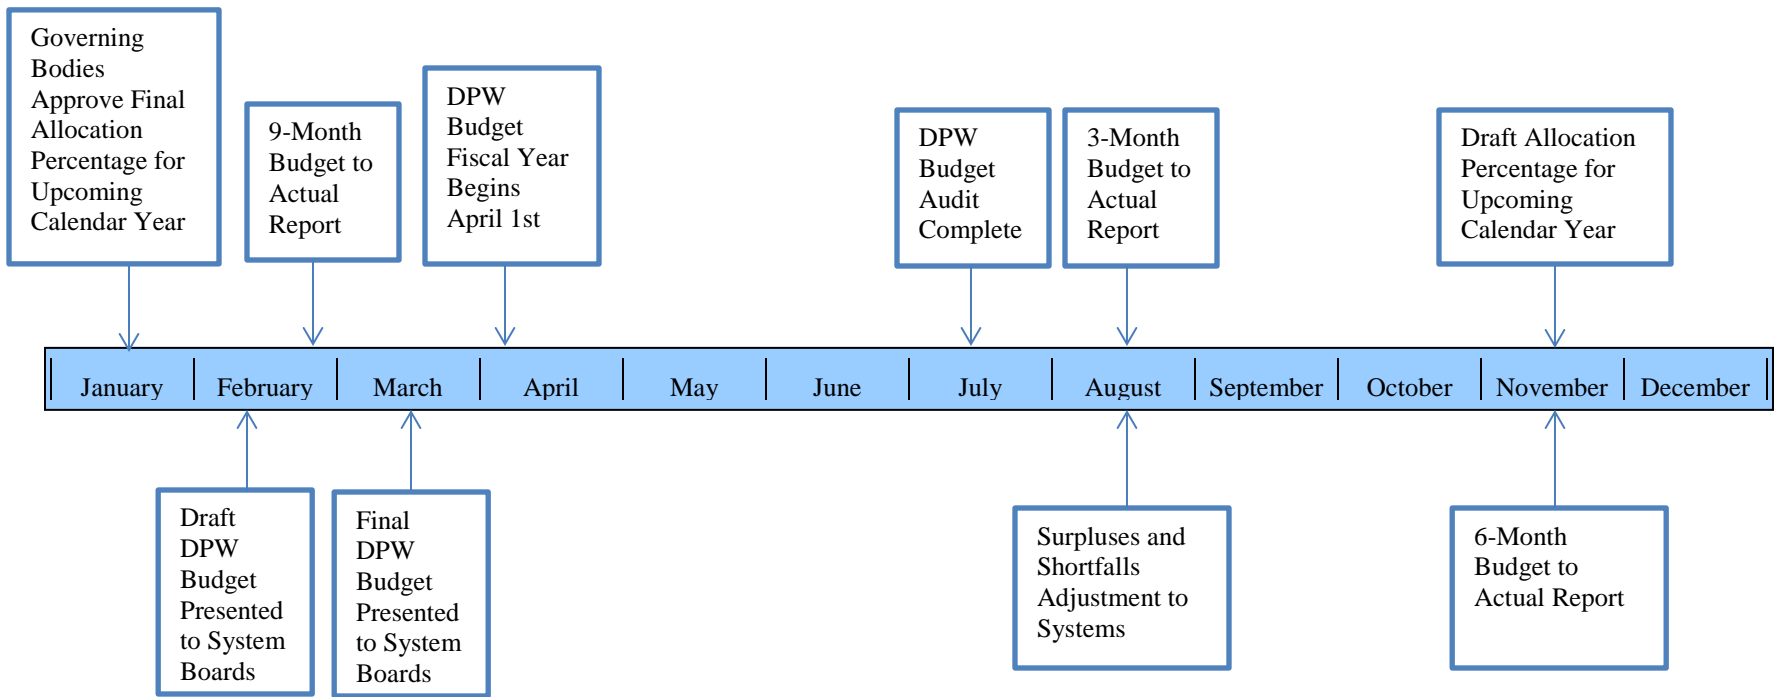 Governing
Bodies
Approve Final
Allocation
Percentage for
Upcoming
Calendar Year
9-Month
Budget to
Actual
Report
DPW
Budget
Fiscal Year
Begins
April 1st
DPW
Budget
Audit
Complete
3-Month
Budget to
Actual
Report
Draft Allocation
Percentage for
Upcoming
Calendar Year
January February March April May June July August September October November December
Draft
DPW
Budget
Presented
to System
Boards
Final
DPW
Budget
Presented
to System
Boards
Surpluses and
Shortfalls
Adjustment to
Systems
6-Month
Budget to
Actual Report